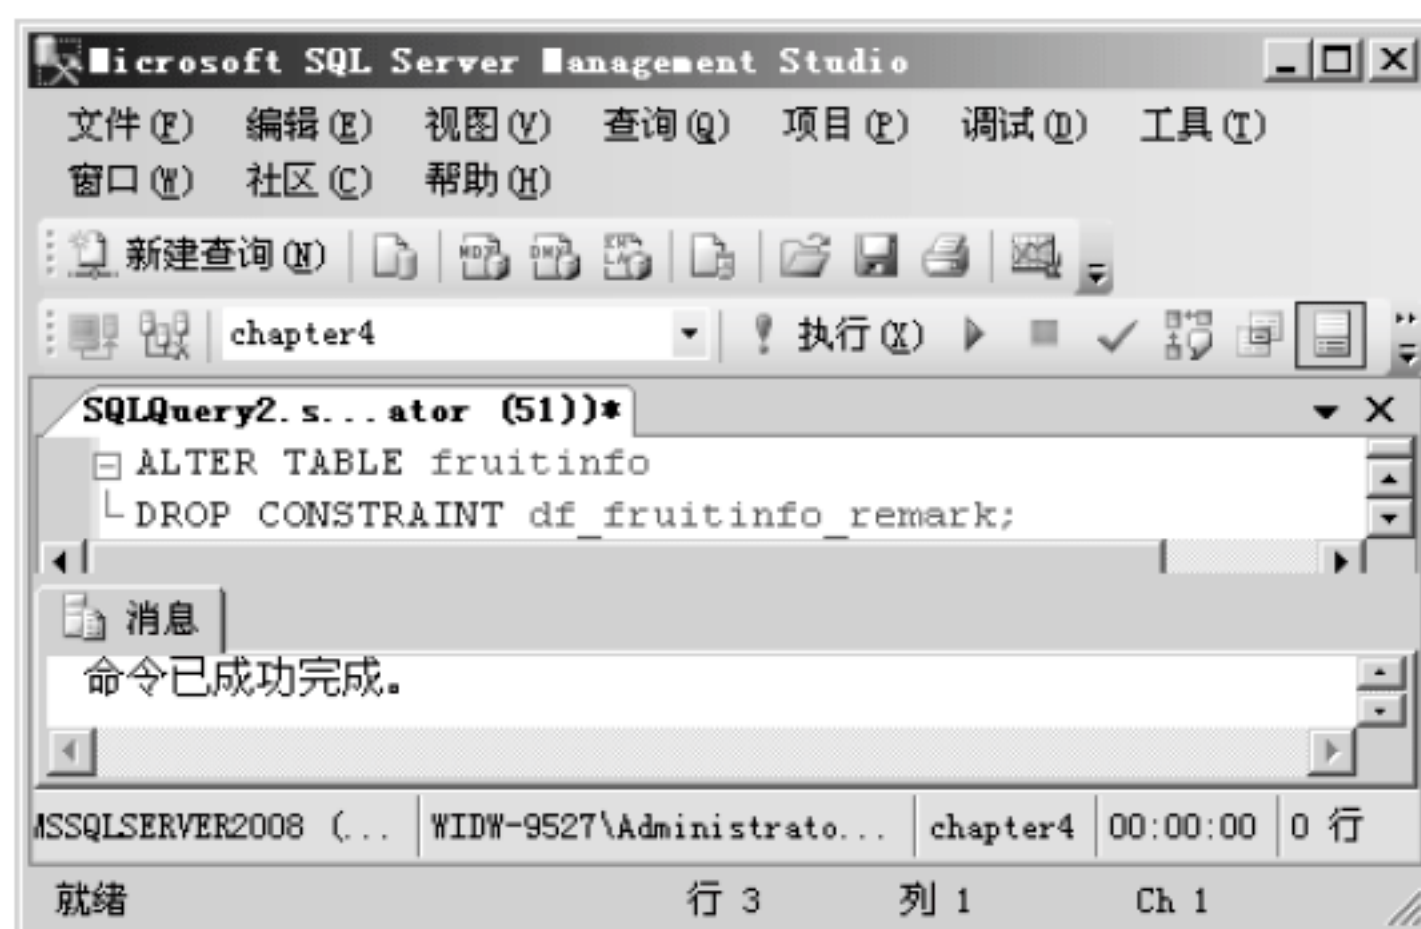 Microsoft SQL Server Management Studio
文件(F) 编辑(E) 视图(V) 查询(Q) 项目(P) 调试(D) 工具(T)
窗口(W) 社区(C) 帮助(H)
新建查询(N)
chapter4 执行(X)
SQLQuery2.s...ator (51))*
ALTER TABLE fruitinfo
DROP CONSTRAINT df_fruitinfo_remark;
消息
命令已成功完成。
MSSQLSERVER2008 (... WIDW-9527\Administrato... chapter4 00:00:00 0 行
就绪 行 3 列 1 Ch 1